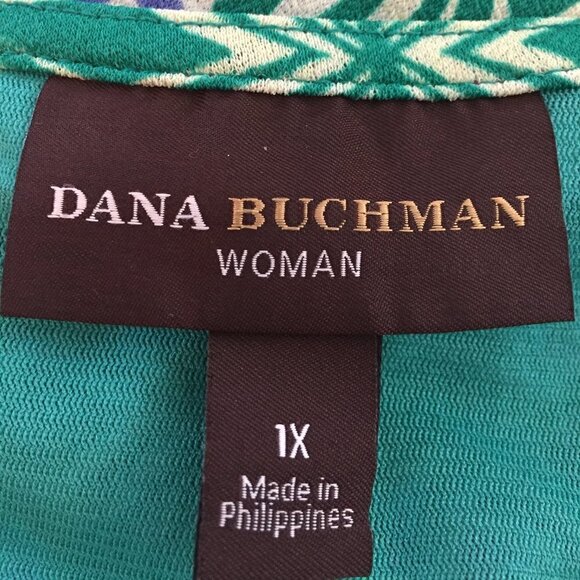 DANA BUCHMAN
WOMAN
1X
Made in
Philippines